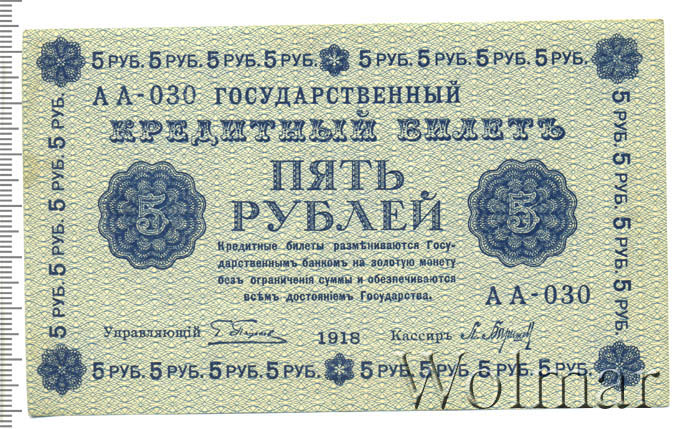 5 РУБ. 5 РУБ. 5 РУБ. 5 РУБ. 5 РУБ. 5 РУБ. 5 РУБ. 5 РУБ.
АА-030 ГОСУДАРСТВЕННЫЙ
КРЕДИТНЫЙ БИЛЕТЪ
ПЯТЬ
РУБЛЕЙ
5
5
Кредитные билеты размѣниваются Госу-
дарственнымъ банкомъ на золотую монету
безъ ограниченія суммы и обезпечиваются
всѣмъ достояніемъ Государства.
АА-030
Управляющій
1918
Кассиръ
5 РУБ. 5 РУБ. 5 РУБ. 5 РУБ. 5 РУБ. 5 РУБ. 5 РУБ. 5 РУБ.
5 РУБ. 5 РУБ. 5 РУБ. 5 РУБ. 5 РУБ.
5 РУБ. 5 РУБ. 5 РУБ. 5 РУБ. 5 РУБ.
Wolmar